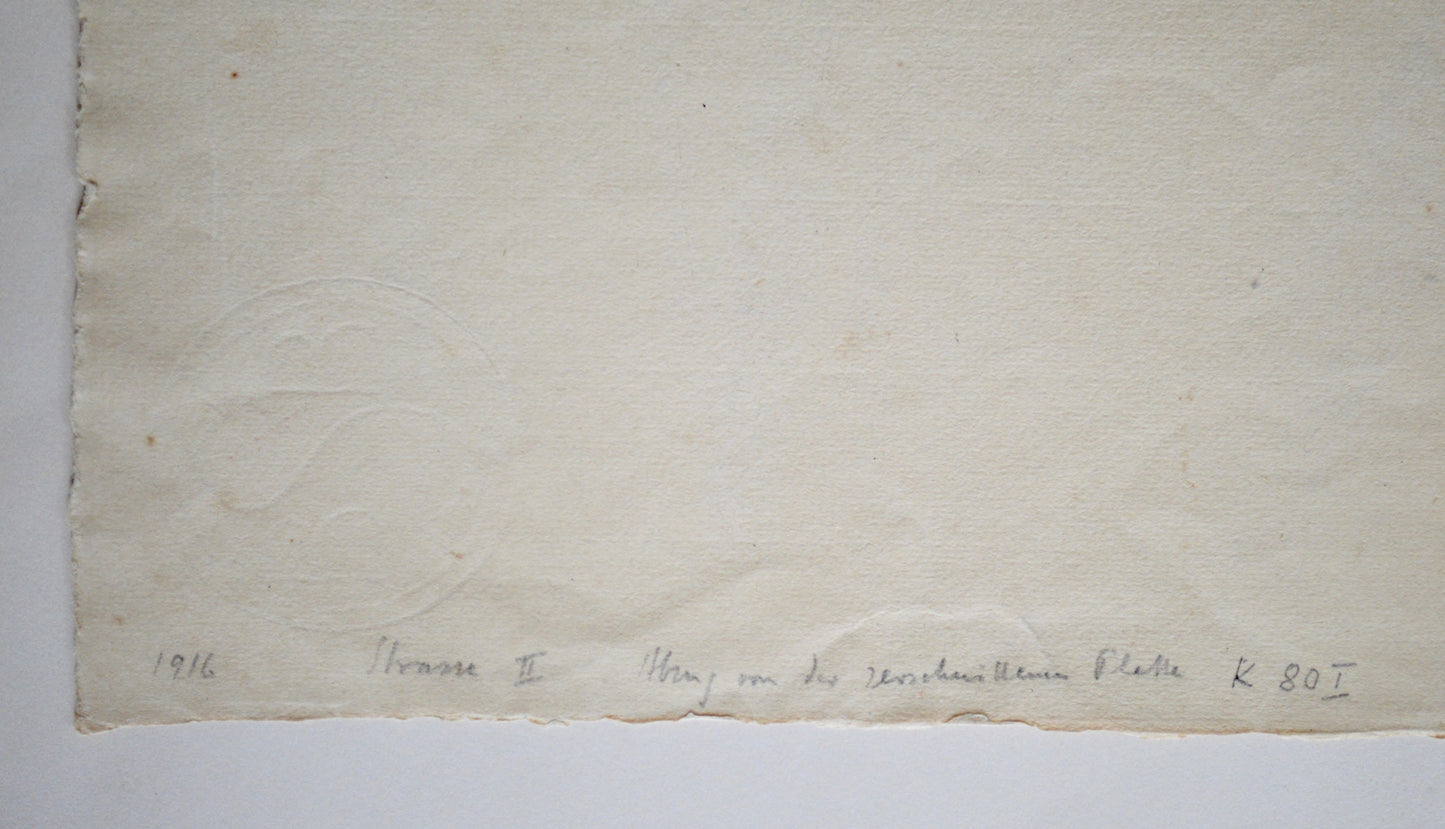 1916 Strasse II Abzug von der zerschnittenen Platte K 80 I